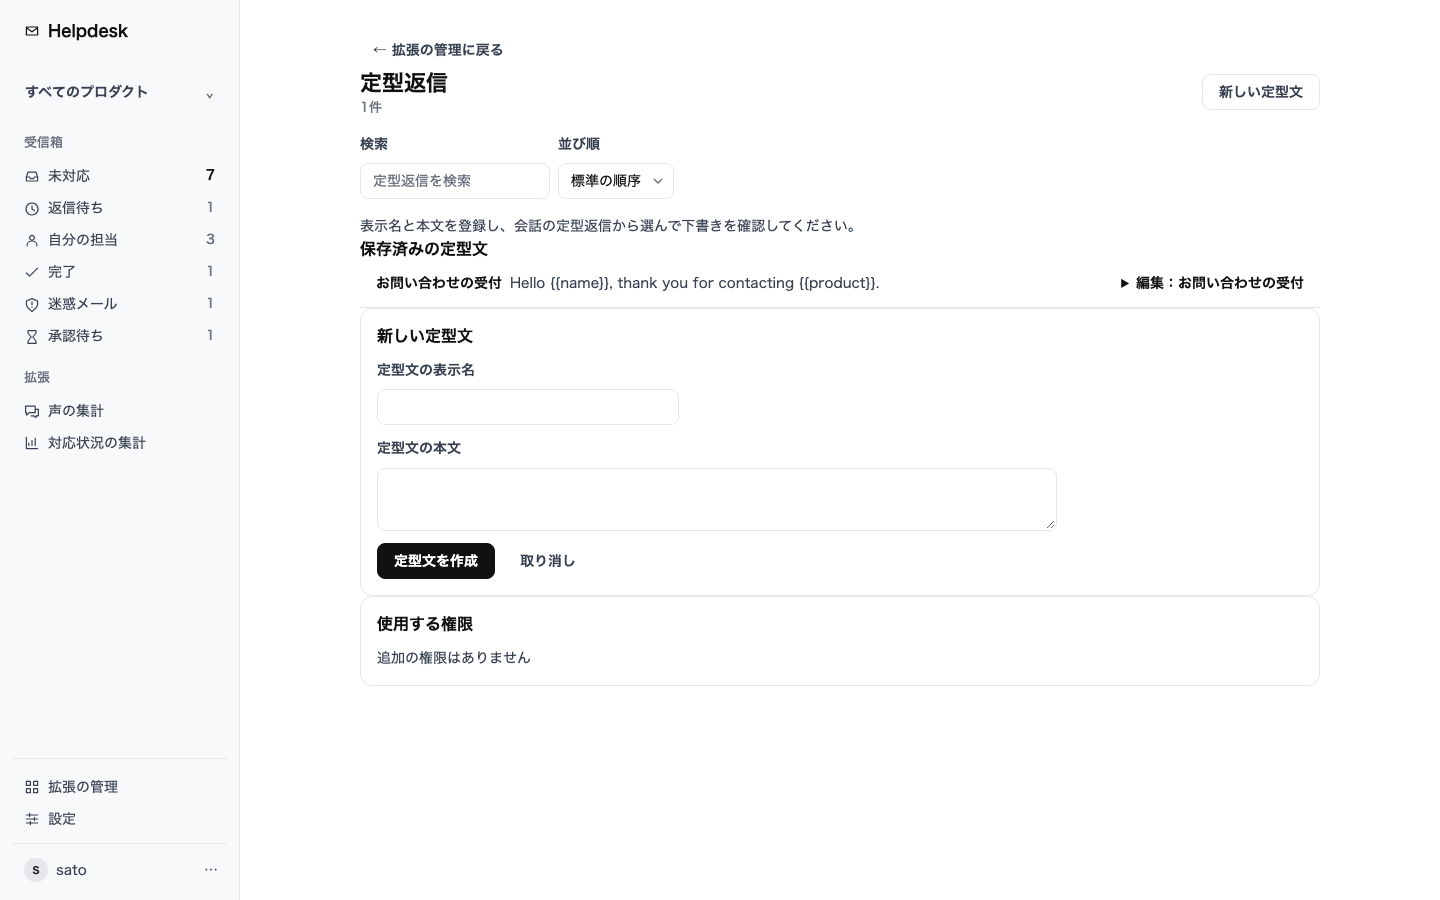 Helpdesk
すべてのプロダクト
受信箱
未対応 7
返信待ち 1
自分の担当 3
完了 1
迷惑メール 1
承認待ち 1
拡張
声の集計
対応状況の集計
拡張の管理
設定
S sato ···
← 拡張の管理に戻る
定型返信
1件
新しい定型文
検索 並び順
定型返信を検索 標準の順序
表示名と本文を登録し、会話の定型返信から選んで下書きを確認してください。
保存済みの定型文
お問い合わせの受付 Hello {{name}}, thank you for contacting {{product}}. ▶ 編集：お問い合わせの受付
新しい定型文
定型文の表示名
定型文の本文
定型文を作成 取り消し
使用する権限
追加の権限はありません